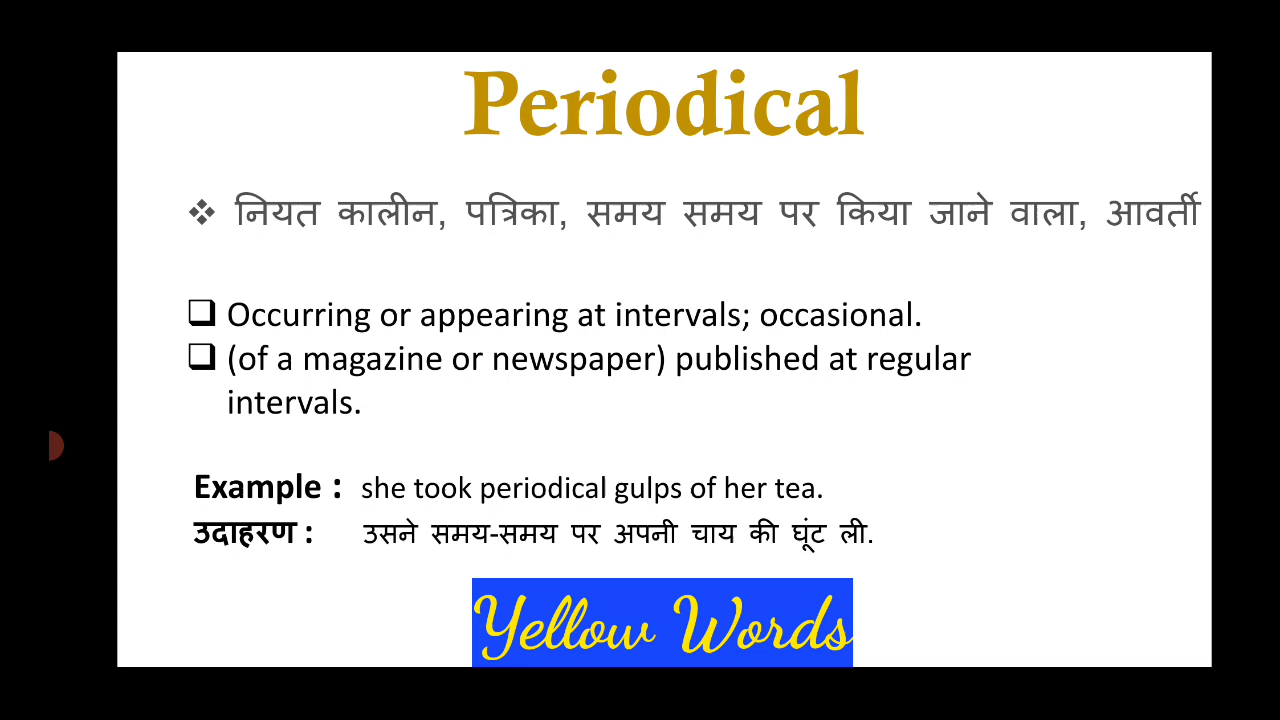 Periodical
❖ नियत कालीन, पत्रिका, समय समय पर किया जाने वाला, आवर्ती
❑ Occurring or appearing at intervals; occasional.
❑ (of a magazine or newspaper) published at regular
intervals.
Example : she took periodical gulps of her tea.
उदाहरण : उसने समय-समय पर अपनी चाय की घूंट ली.
Yellow Words